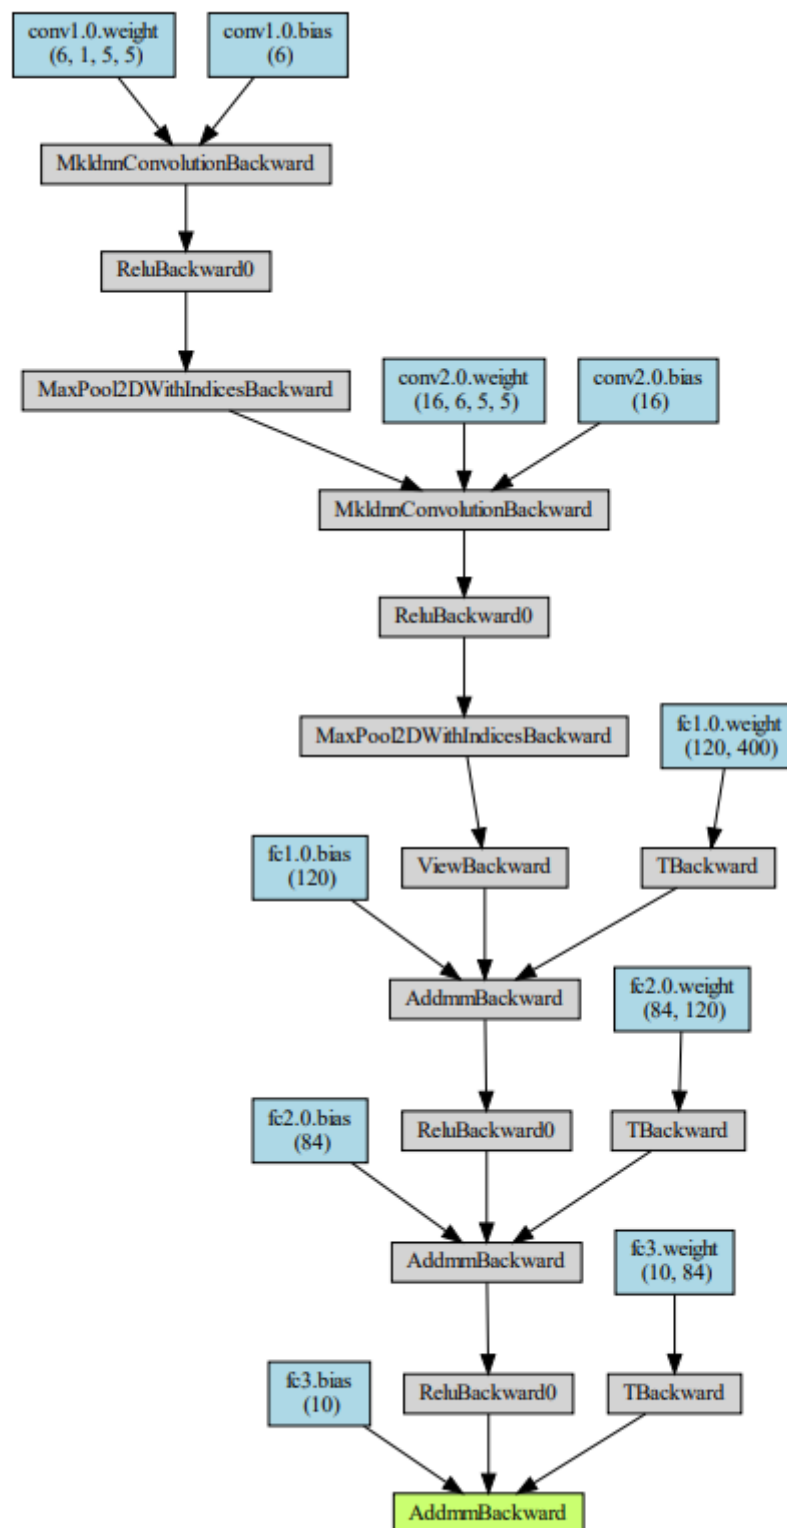 conv1.0.weight
(6, 1, 5, 5)
conv1.0.bias
(6)
MkldnnConvolutionBackward
ReluBackward0
MaxPool2DWithIndicesBackward
conv2.0.weight
(16, 6, 5, 5)
conv2.0.bias
(16)
MkldnnConvolutionBackward
ReluBackward0
MaxPool2DWithIndicesBackward
fc1.0.weight
(120, 400)
fc1.0.bias
(120)
ViewBackward
TBackward
AddmmBackward
fc2.0.weight
(84, 120)
fc2.0.bias
(84)
ReluBackward0
TBackward
AddmmBackward
fc3.weight
(10, 84)
fc3.bias
(10)
ReluBackward0
TBackward
AddmmBackward